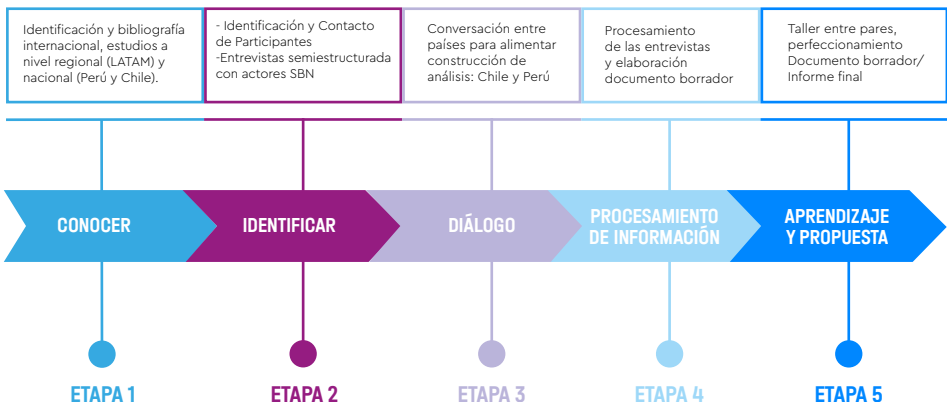 Identificación y bibliografía
internacional, estudios a
nivel regional (LATAM) y
nacional (Perú y Chile).
- Identificación y Contacto
de Participantes
-Entrevistas semiestructurada
con actores SBN
Conversación entre
países para alimentar
construcción de
análisis: Chile y Perú
Procesamiento
de las entrevistas
y elaboración
documento borrador
Taller entre pares,
perfeccionamiento
Documento borrador/
Informe final
CONOCER
IDENTIFICAR
DIÁLOGO
PROCESAMIENTO
DE INFORMACIÓN
APRENDIZAJE
Y PROPUESTA
ETAPA 1
ETAPA 2
ETAPA 3
ETAPA 4
ETAPA 5